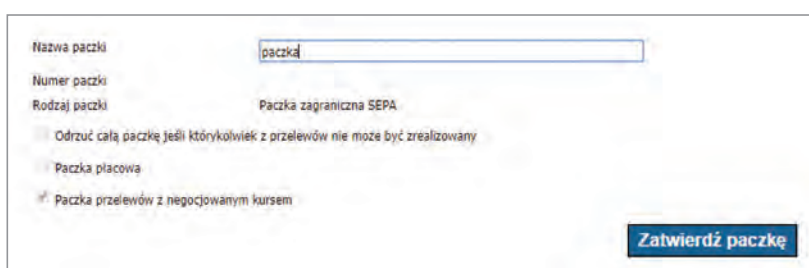 Nazwa paczki paczka
Numer paczki
Rodzaj paczki Paczka zagraniczna SEPA
Odrzuć całą paczkę jeśli którykolwiek z przelewów nie może być zrealizowany
Paczka płacowa
Paczka przelewów z negocjowanym kursem
Zatwierdź paczkę